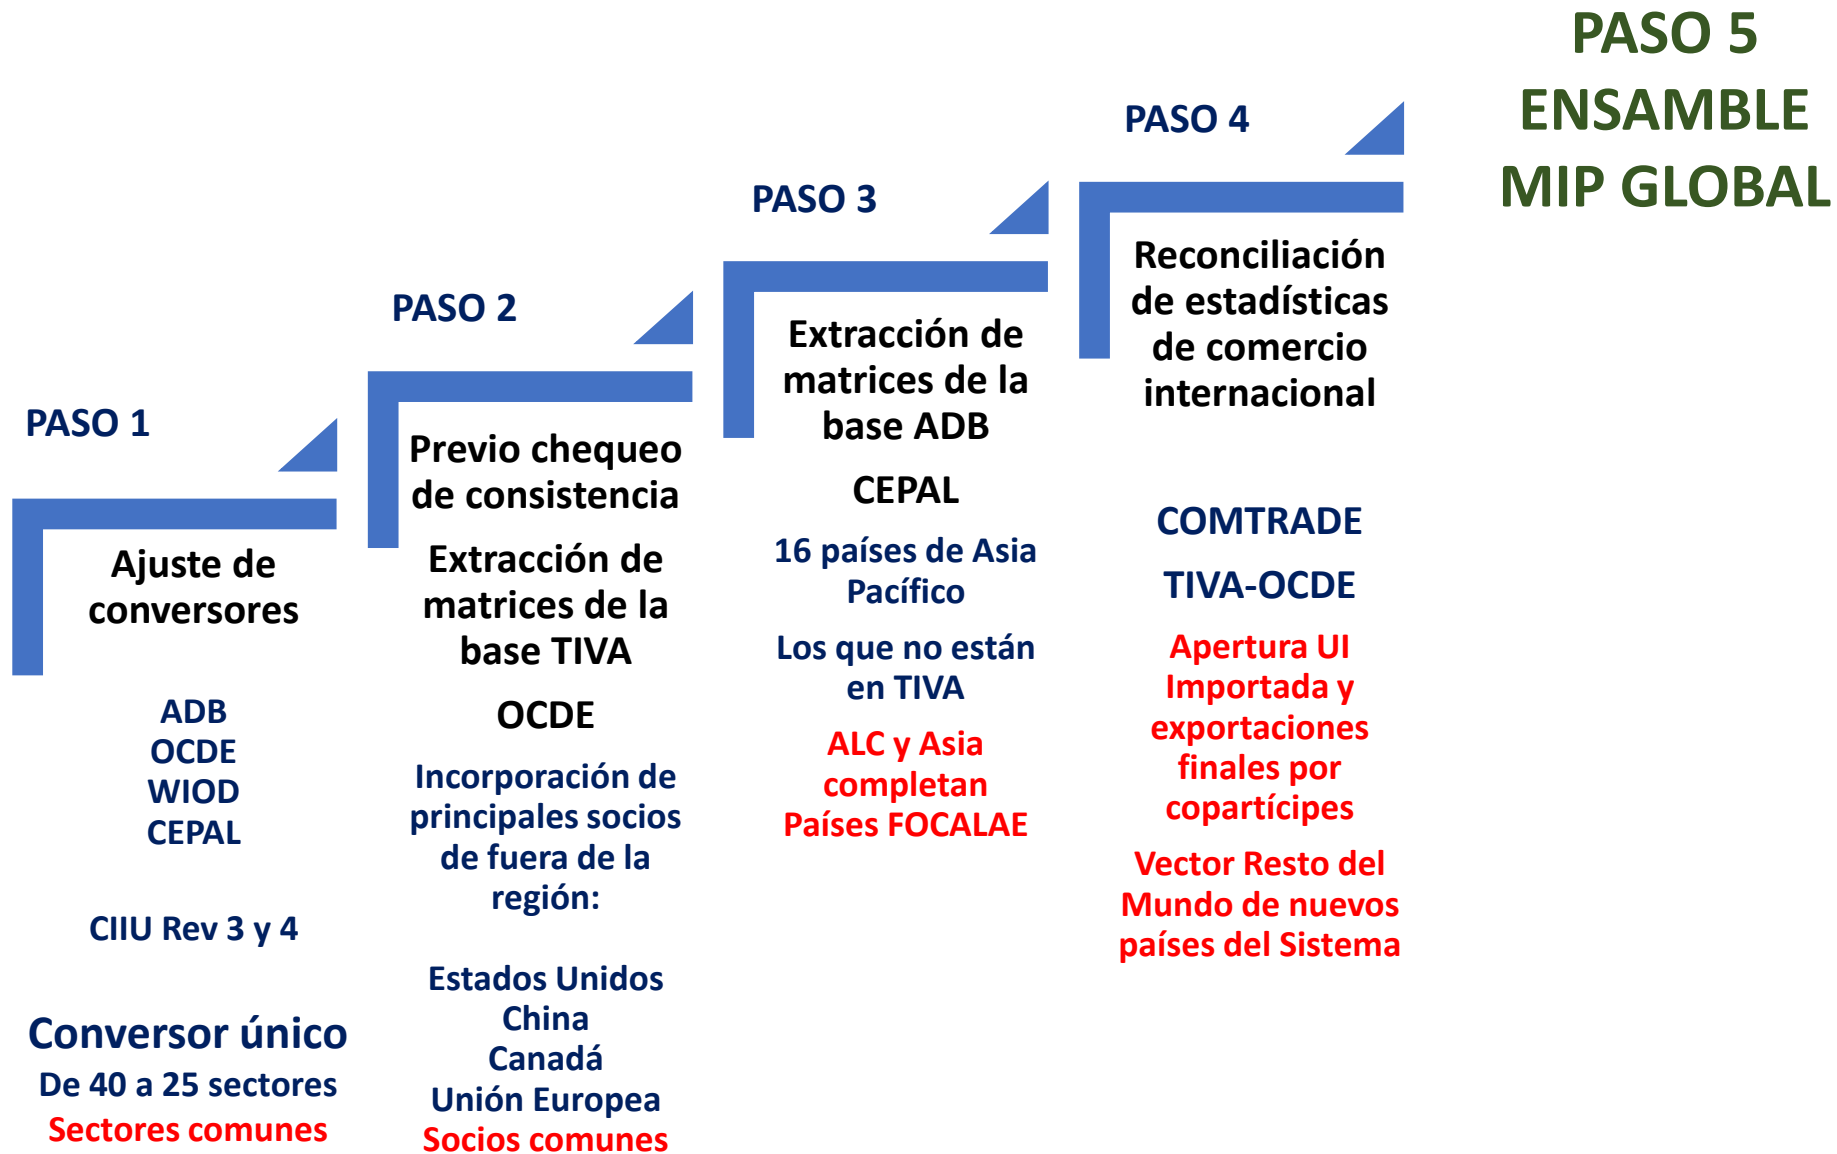 PASO 1
Ajuste de
conversores
ADB
OCDE
WIOD
CEPAL
CIIU Rev 3 y 4
Conversor único
De 40 a 25 sectores
Sectores comunes
PASO 2
Previo chequeo
de consistencia
Extracción de
matrices de la
base TIVA
OCDE
Incorporación de
principales socios
de fuera de la
región:
Estados Unidos
China
Canadá
Unión Europea
Socios comunes
PASO 3
Extracción de
matrices de la
base ADB
CEPAL
16 países de Asia
Pacífico
Los que no están
en TIVA
ALC y Asia
completan
Países FOCALAE
PASO 4
Reconciliación
de estadísticas
de comercio
internacional
COMTRADE
TIVA-OCDE
Apertura UI
Importada y
exportaciones
finales por
copartícipes
Vector Resto del
Mundo de nuevos
países del Sistema
PASO 5
ENSAMBLE
MIP GLOBAL